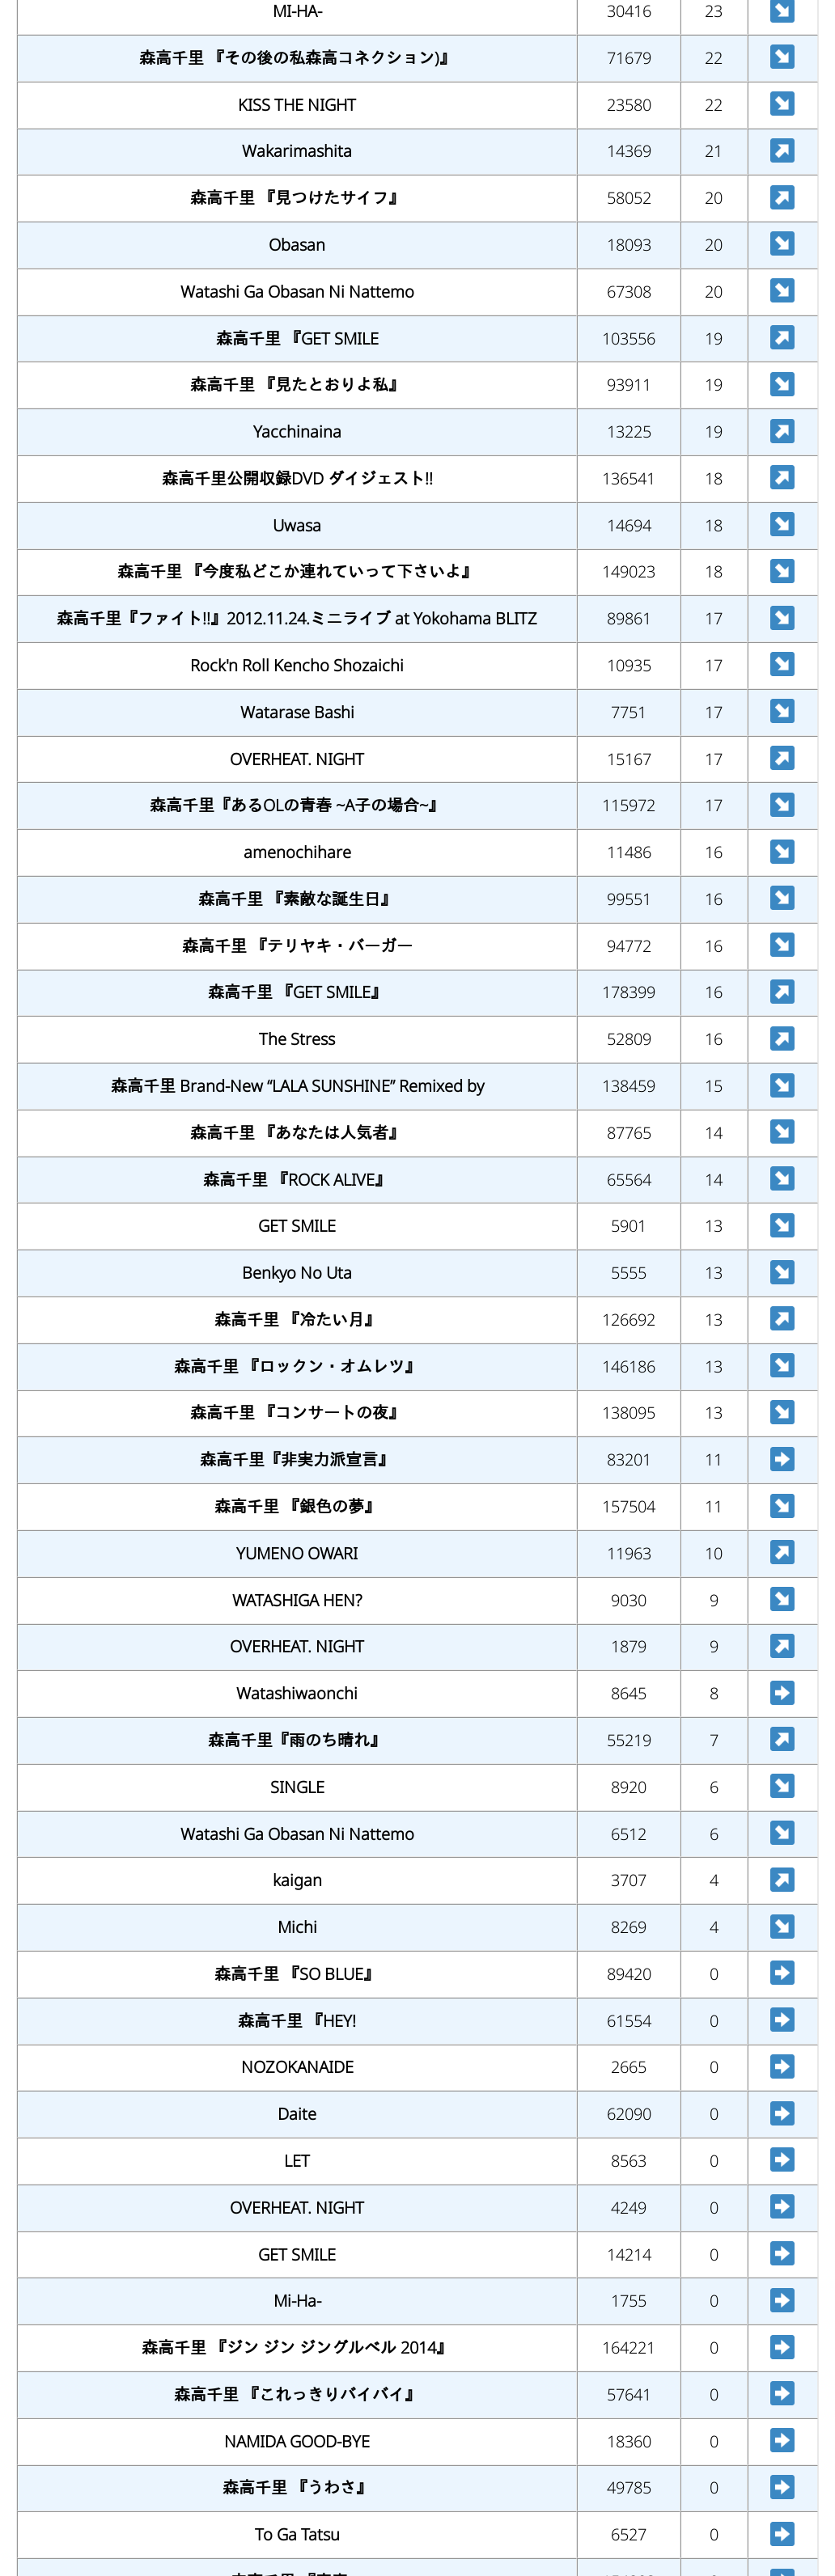 MI-HA- 30416 23
森高千里 『その後の私森高コネクション)』 71679 22
KISS THE NIGHT 23580 22
Wakarimashita 14369 21
森高千里 『見つけたサイフ』 58052 20
Obasan 18093 20
Watashi Ga Obasan Ni Nattemo 67308 20
森高千里 『GET SMILE 103556 19
森高千里 『見たとおりよ私』 93911 19
Yacchinaina 13225 19
森高千里公開収録DVD ダイジェスト!! 136541 18
Uwasa 14694 18
森高千里 『今度私どこか連れていって下さいよ』 149023 18
森高千里『ファイト!!』2012.11.24.ミニライブ at Yokohama BLITZ 89861 17
Rock'n Roll Kencho Shozaichi 10935 17
Watarase Bashi 7751 17
OVERHEAT. NIGHT 15167 17
森高千里『あるOLの青春 ~A子の場合~』 115972 17
amenochihare 11486 16
森高千里 『素敵な誕生日』 99551 16
森高千里 『テリヤキ・バーガー 94772 16
森高千里 『GET SMILE』 178399 16
The Stress 52809 16
森高千里 Brand-New “LALA SUNSHINE” Remixed by 138459 15
森高千里 『あなたは人気者』 87765 14
森高千里 『ROCK ALIVE』 65564 14
GET SMILE 5901 13
Benkyo No Uta 5555 13
森高千里 『冷たい月』 126692 13
森高千里 『ロックン・オムレツ』 146186 13
森高千里 『コンサートの夜』 138095 13
森高千里『非実力派宣言』 83201 11
森高千里 『銀色の夢』 157504 11
YUMENO OWARI 11963 10
WATASHIGA HEN? 9030 9
OVERHEAT. NIGHT 1879 9
Watashiwaonchi 8645 8
森高千里『雨のち晴れ』 55219 7
SINGLE 8920 6
Watashi Ga Obasan Ni Nattemo 6512 6
kaigan 3707 4
Michi 8269 4
森高千里 『SO BLUE』 89420 0
森高千里 『HEY! 61554 0
NOZOKANAIDE 2665 0
Daite 62090 0
LET 8563 0
OVERHEAT. NIGHT 4249 0
GET SMILE 14214 0
Mi-Ha- 1755 0
森高千里 『ジン ジン ジングルベル 2014』 164221 0
森高千里 『これっきりバイバイ』 57641 0
NAMIDA GOOD-BYE 18360 0
森高千里 『うわさ』 49785 0
To Ga Tatsu 6527 0